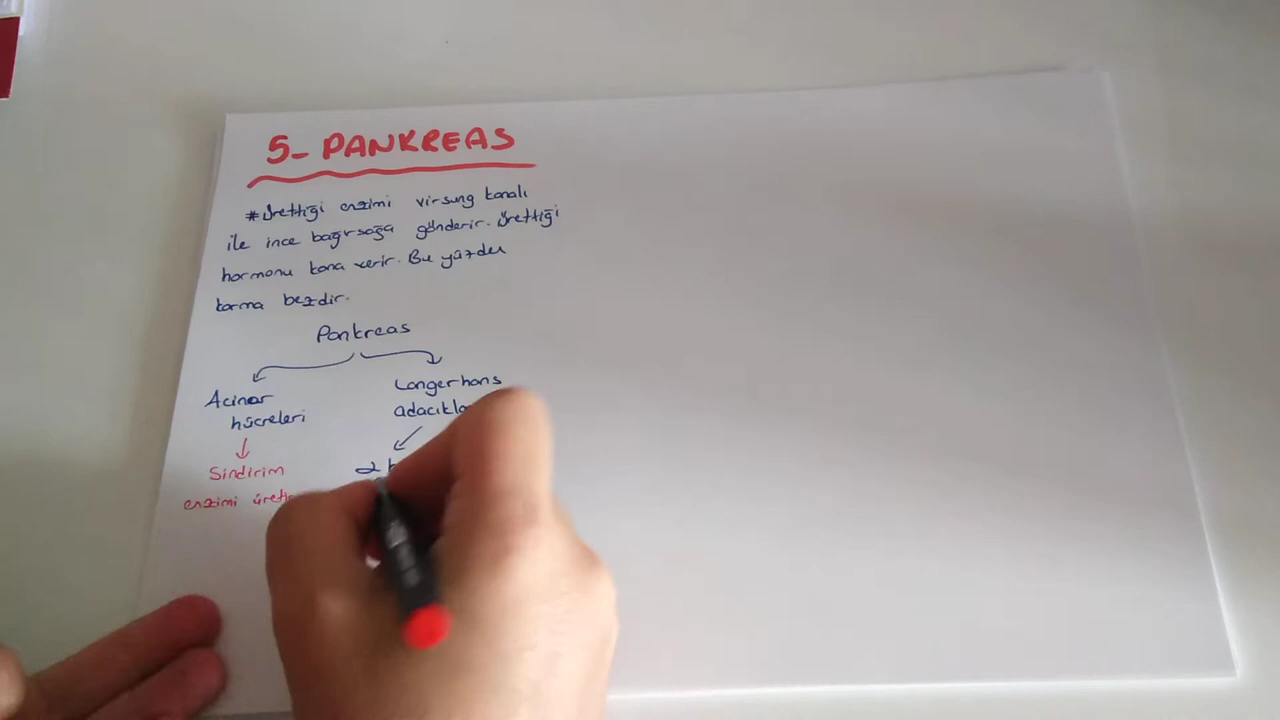 5- PANKREAS
* Ürettiği enzimi virsung kanalı
ile ince bağırsağa gönderir. Ürettiği
hormonu kana verir. Bu yüzden
karma bezdir.
Pankreas
Acinar
hücreleri
Sindirim
enzimi
Langerhans
α